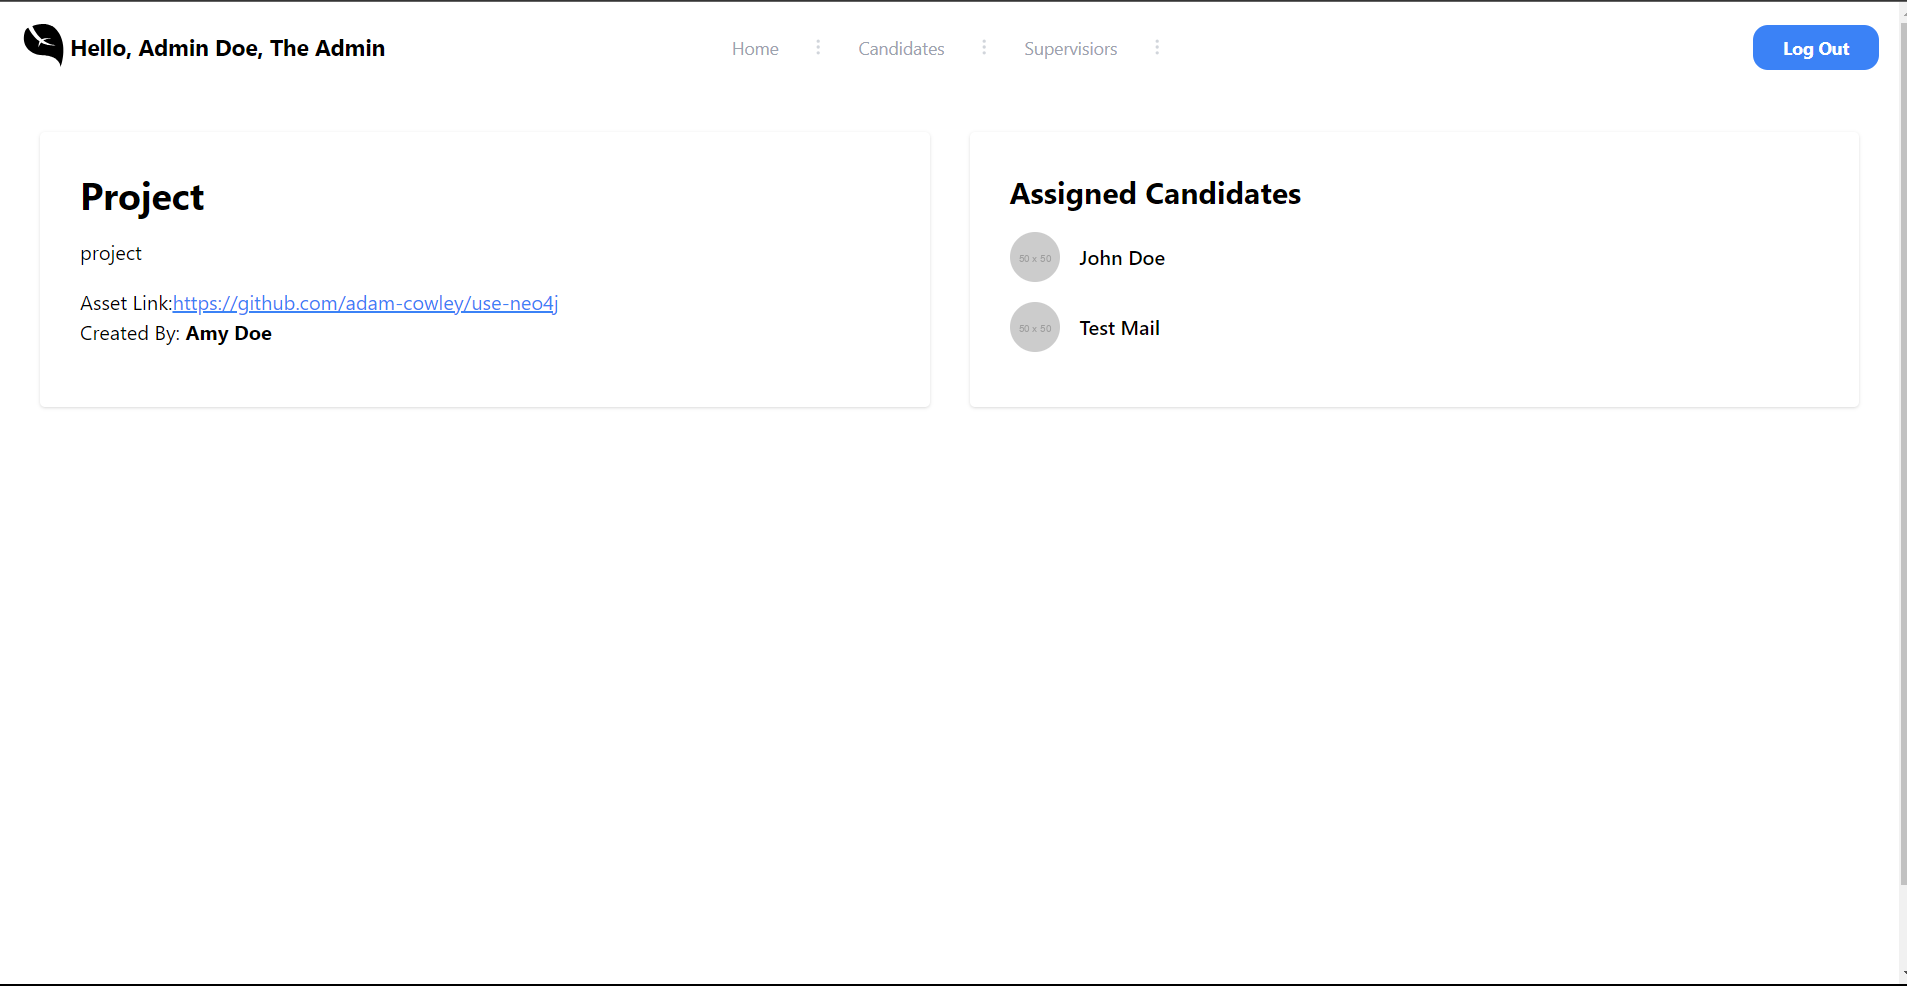 Hello, Admin Doe, The Admin
Home
Candidates
Supervisiors
Log Out
Project
project
Asset Link:https://github.com/adam-cowley/use-neo4j
Created By: Amy Doe
Assigned Candidates
50 x 50
John Doe
50 x 50
Test Mail